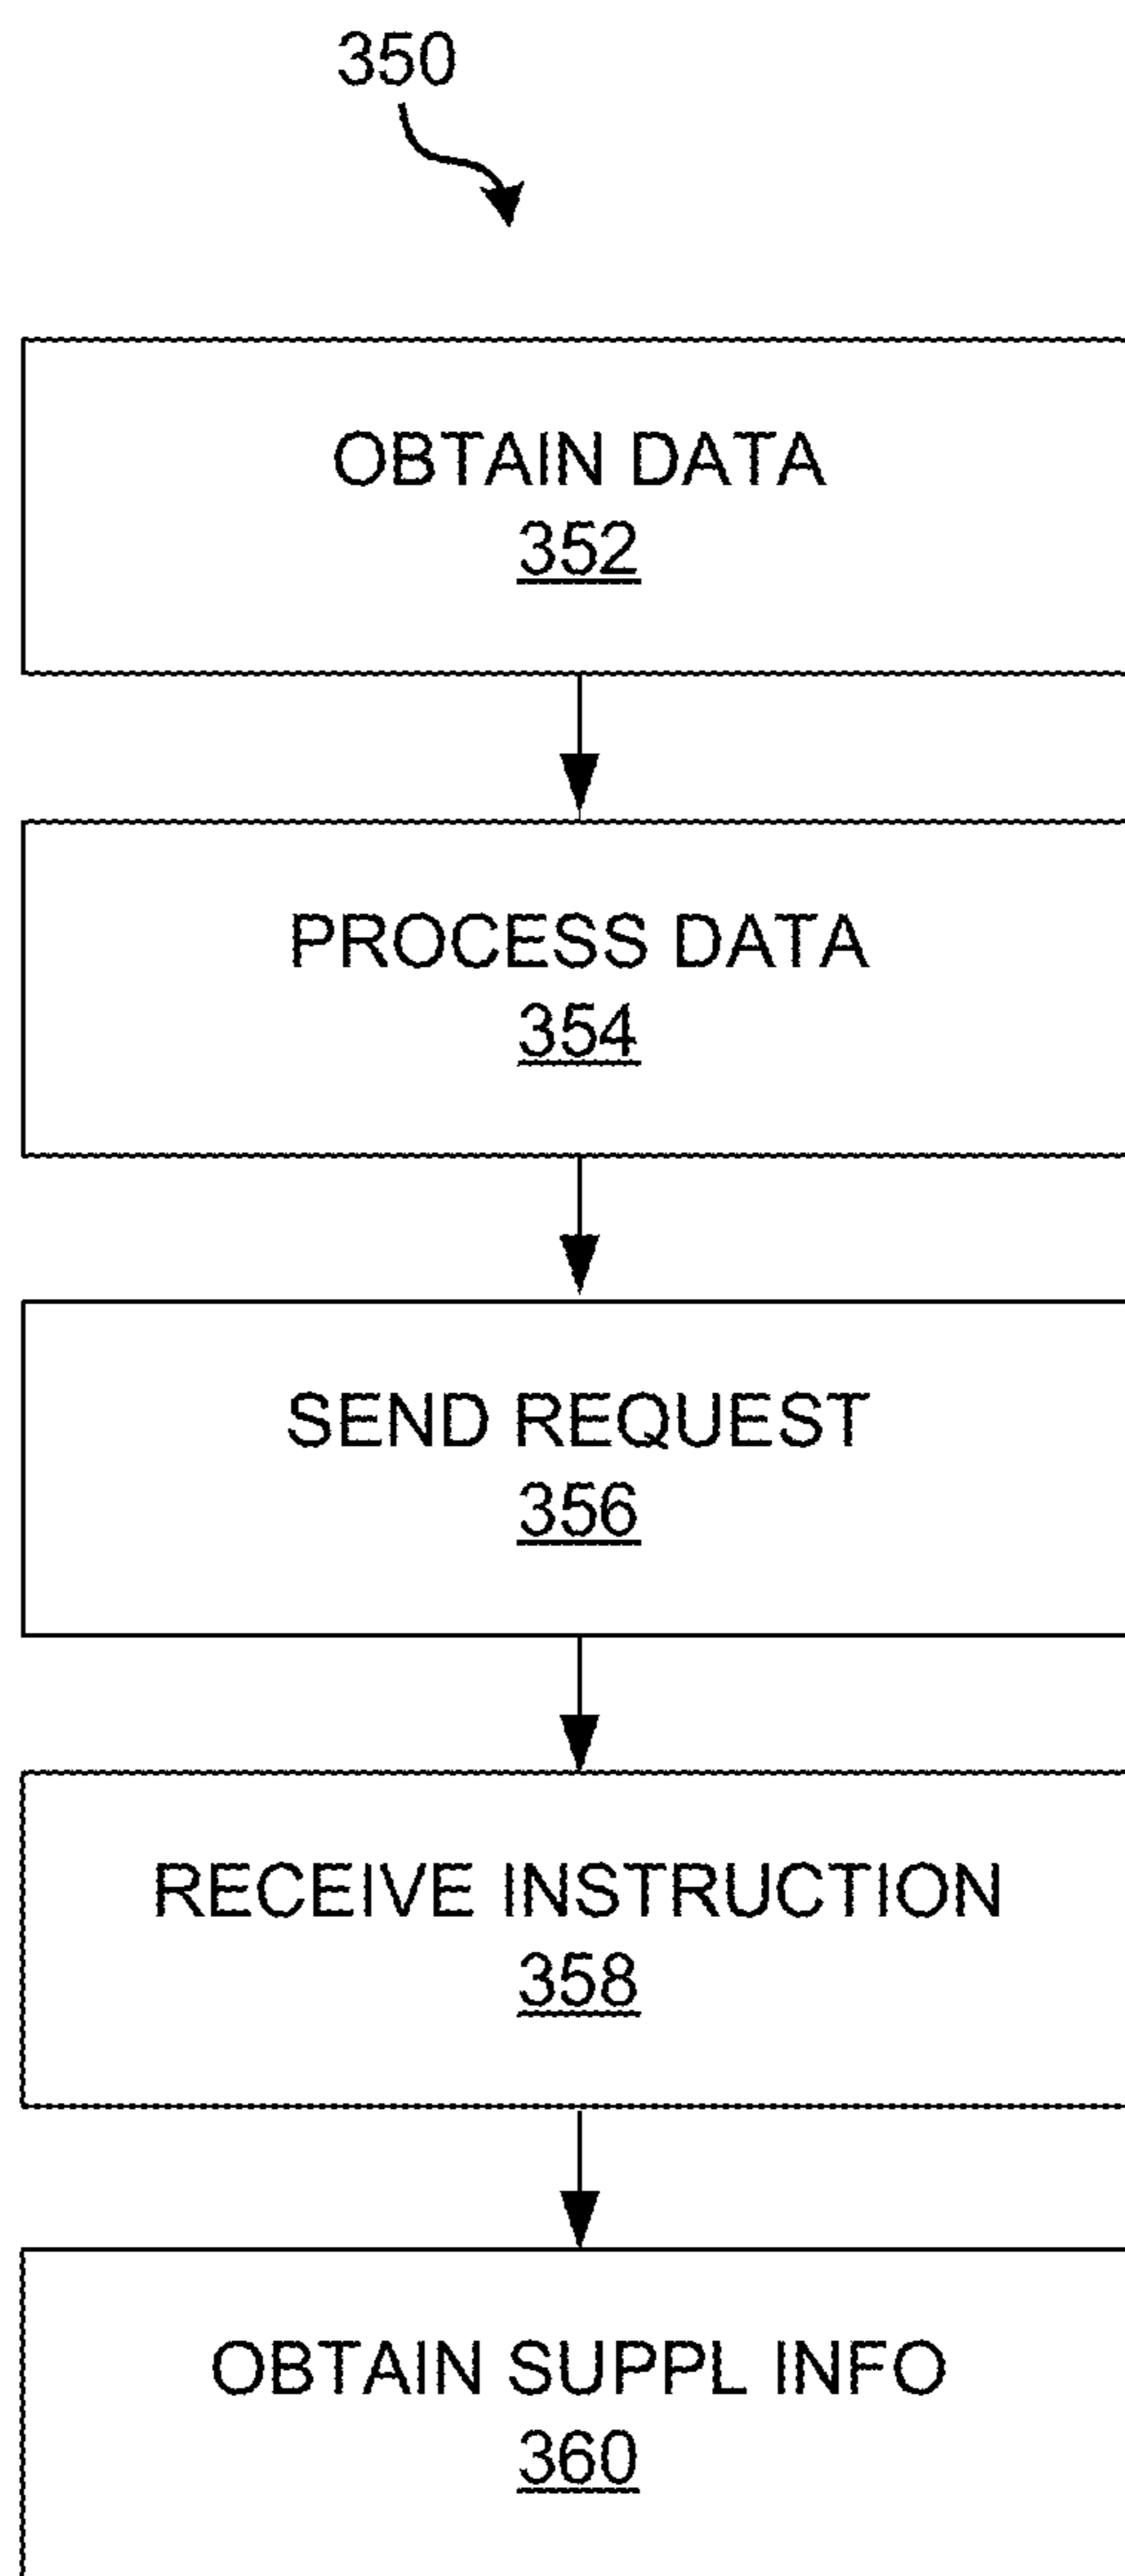 350
OBTAIN DATA
352
PROCESS DATA
354
SEND REQUEST
356
RECEIVE INSTRUCTION
358
OBTAIN SUPPL INFO
360